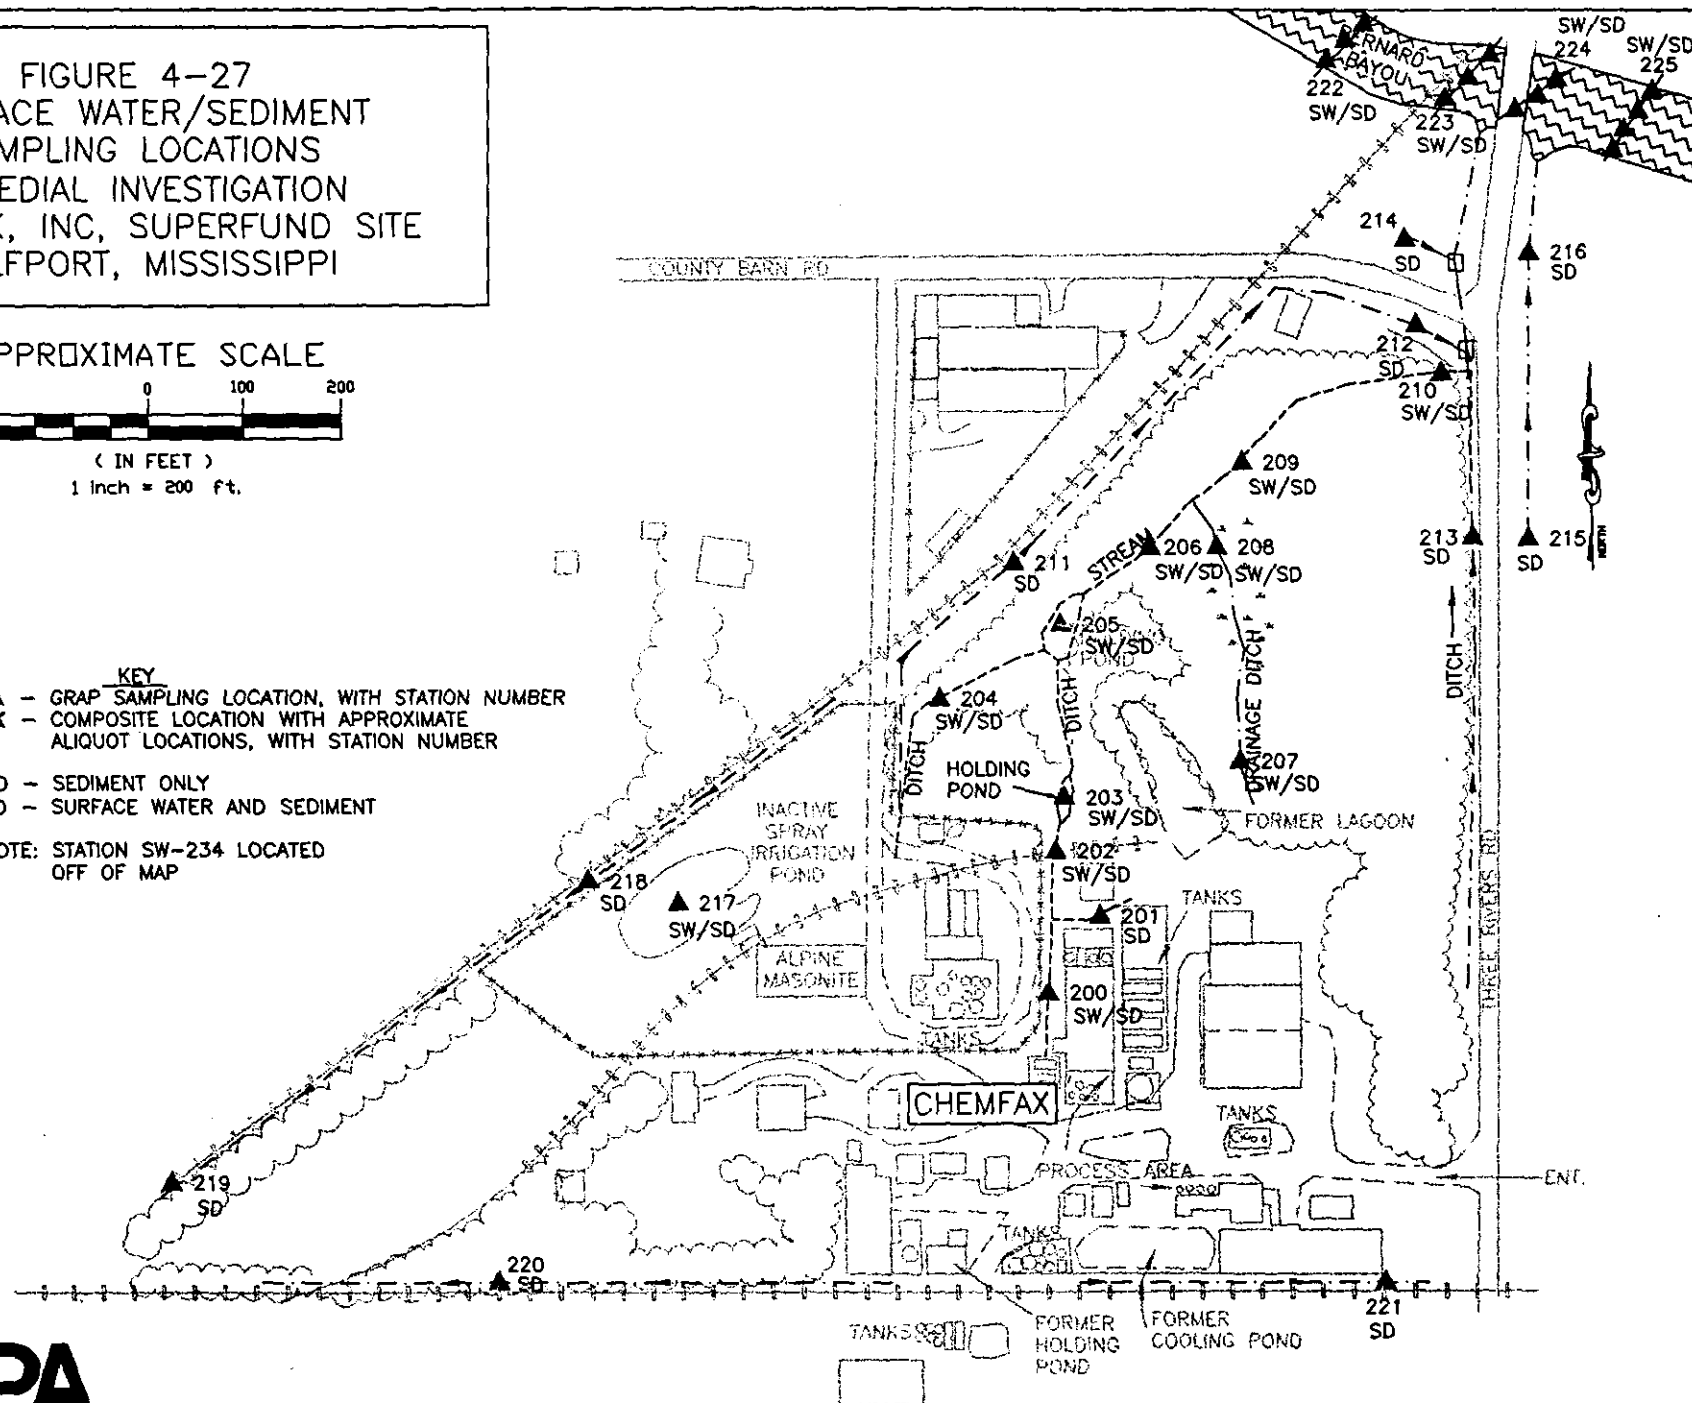 FIGURE 4-27
ACE WATER/SEDIMENT
MPLING LOCATIONS
EDIAL INVESTIGATION
, INC, SUPERFUND SITE
LFPORT, MISSISSIPPI
PPROXIMATE SCALE
0 100 200
( IN FEET )
1 inch = 200 ft.
KEY
- GRAP SAMPLING LOCATION, WITH STATION NUMBER
- COMPOSITE LOCATION WITH APPROXIMATE
ALIQUOT LOCATIONS, WITH STATION NUMBER
D - SEDIMENT ONLY
D - SURFACE WATER AND SEDIMENT
OTE: STATION SW-234 LOCATED
OFF OF MAP
PA
BERNARD
BAYOU
222
SW/SD
223
SW/SD
SW/SD
224
SW/SD
225
COUNTY BARN RD
214
SD
216
SD
212
SD
210
SW/SD
209
SW/SD
213
SD
215
SD
NORTH
211
SD
STREAM
206
SW/SD
208
SW/SD
205
SW/SD
POND
204
SW/SD
DITCH
DITCH
DRAINAGE DITCH
DITCH
207
SW/SD
HOLDING
POND
203
SW/SD
FORMER LAGOON
INACTIVE
SPRAY
IRRIGATION
POND
202
SW/SD
218
SD
217
SW/SD
201
SD
TANKS
THREE RIVERS RD
ALPINE
MASONITE
200
SW/SD
TANKS
CHEMFAX
TANKS
PROCESS AREA
ENT.
219
SD
TANKS
220
SD
221
SD
TANKS
FORMER
HOLDING
POND
FORMER
COOLING POND